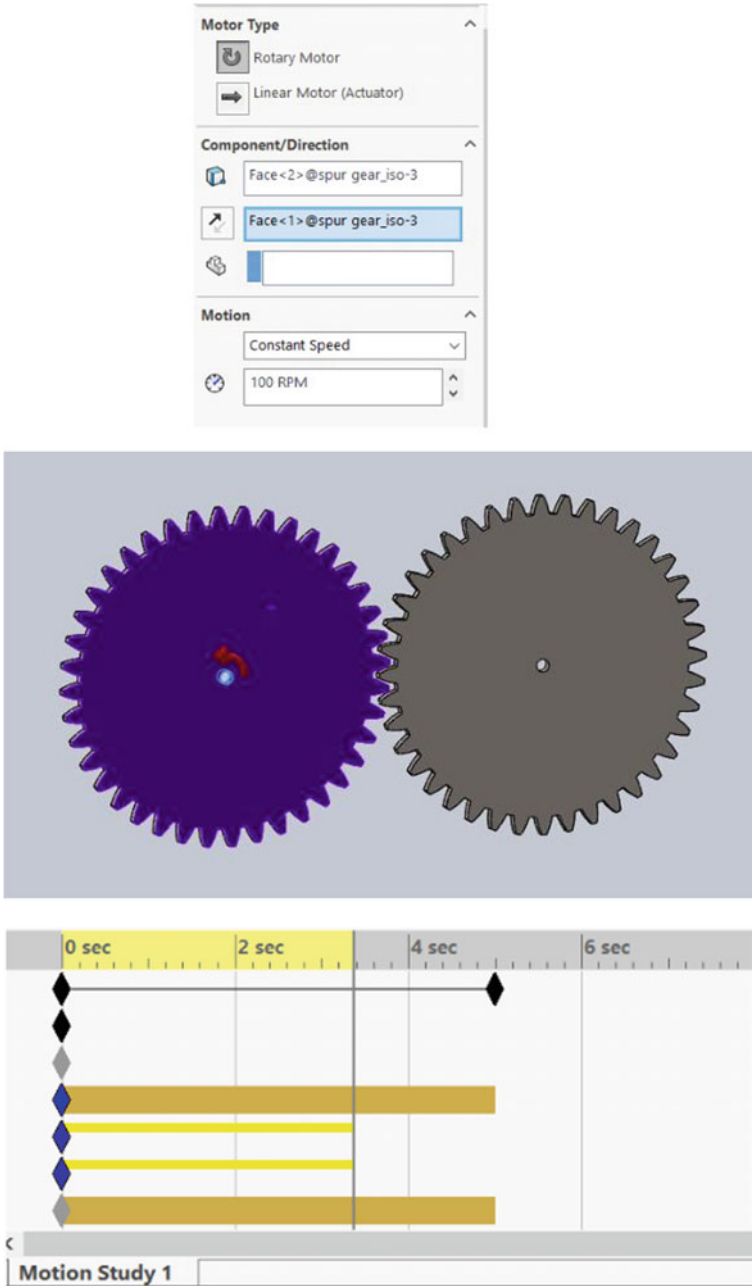 Motor Type
Rotary Motor
Linear Motor (Actuator)
Component/Direction
Face<2>@spur gear_iso-3
Face<1>@spur gear_iso-3
Motion
Constant Speed
100 RPM
0 sec 2 sec 4 sec 6 sec
Motion Study 1